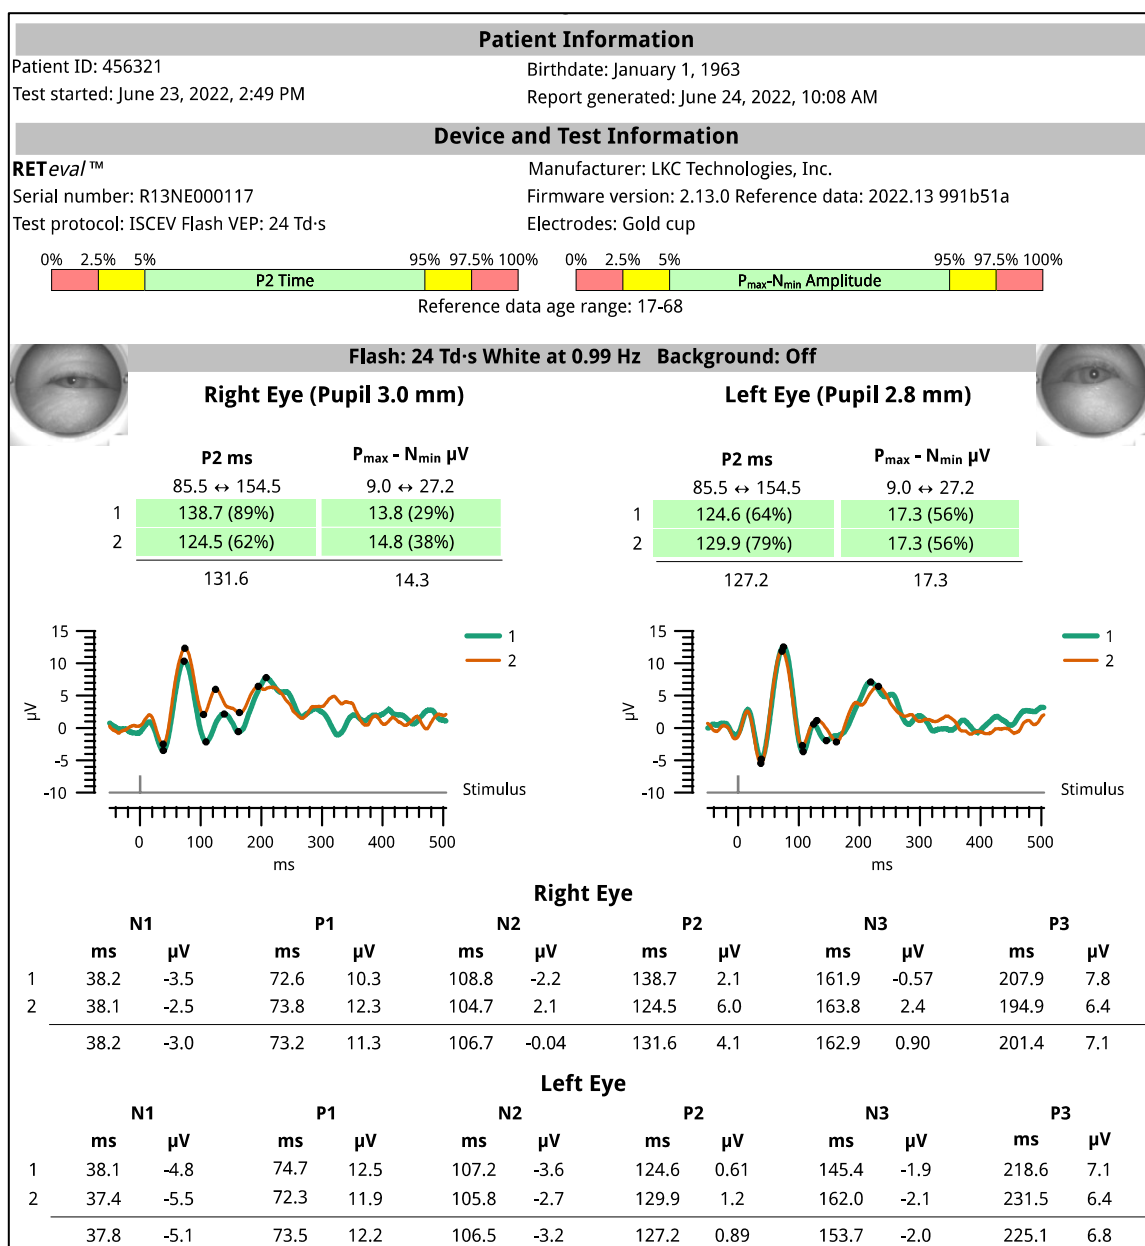 Patient Information
Patient ID: 456321
Birthdate: January 1, 1963
Test started: June 23, 2022, 2:49 PM
Report generated: June 24, 2022, 10:08 AM
Device and Test Information
RETeval ™
Manufacturer: LKC Technologies, Inc.
Serial number: R13NE000117
Firmware version: 2.13.0 Reference data: 2022.13 991b51a
Test protocol: ISCEV Flash VEP: 24 Td·s
Electrodes: Gold cup
0% 2.5% 5% 95% 97.5% 100%
P2 Time
0% 2.5% 5% 95% 97.5% 100%
Pmax-Nmin Amplitude
Reference data age range: 17-68
Flash: 24 Td·s White at 0.99 Hz Background: Off
Right Eye (Pupil 3.0 mm)
P2 ms Pmax - Nmin µV
85.5 ↔ 154.5 9.0 ↔ 27.2
1 138.7 (89%) 13.8 (29%)
2 124.5 (62%) 14.8 (38%)
131.6 14.3
Left Eye (Pupil 2.8 mm)
P2 ms Pmax - Nmin µV
85.5 ↔ 154.5 9.0 ↔ 27.2
1 124.6 (64%) 17.3 (56%)
2 129.9 (79%) 17.3 (56%)
127.2 17.3
15
10
5
0
-5
-10
µV
1
2
Stimulus
0 100 200 300 400 500
ms
15
10
5
0
-5
-10
µV
1
2
Stimulus
0 100 200 300 400 500
ms
Right Eye
N1 P1 N2 P2 N3 P3
ms µV ms µV ms µV ms µV ms µV ms µV
1 38.2 -3.5 72.6 10.3 108.8 -2.2 138.7 2.1 161.9 -0.57 207.9 7.8
2 38.1 -2.5 73.8 12.3 104.7 2.1 124.5 6.0 163.8 2.4 194.9 6.4
38.2 -3.0 73.2 11.3 106.7 -0.04 131.6 4.1 162.9 0.90 201.4 7.1
Left Eye
N1 P1 N2 P2 N3 P3
ms µV ms µV ms µV ms µV ms µV ms µV
1 38.1 -4.8 74.7 12.5 107.2 -3.6 124.6 0.61 145.4 -1.9 218.6 7.1
2 37.4 -5.5 72.3 11.9 105.8 -2.7 129.9 1.2 162.0 -2.1 231.5 6.4
37.8 -5.1 73.5 12.2 106.5 -3.2 127.2 0.89 153.7 -2.0 225.1 6.8